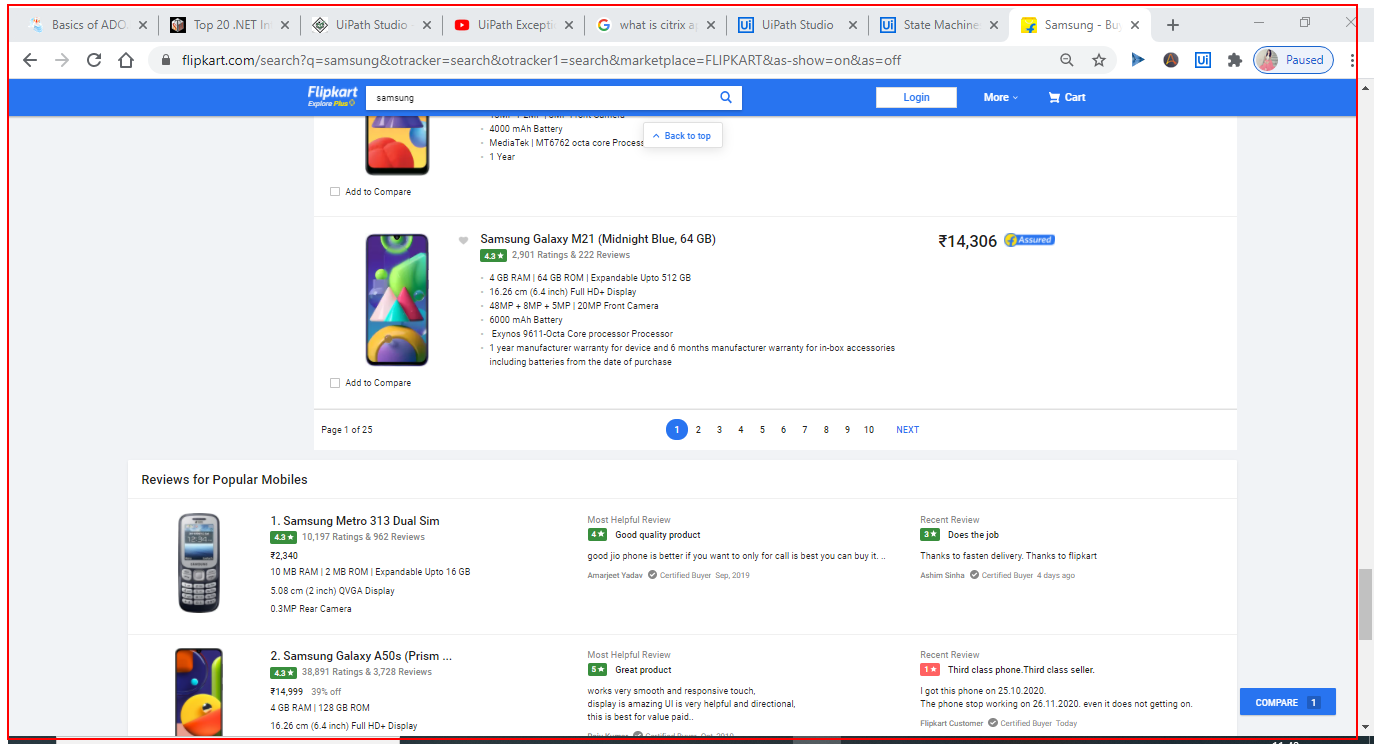 Basics of ADO
Top 20 .NET In
UiPath Studio
UiPath Excepti
what is citrix a
UiPath Studio
State Machine
Samsung - Bu
flipkart.com/search?q=samsung&otracker=search&otracker1=search&marketplace=FLIPKART&as-show=on&as=off
Paused
Flipkart
Explore Plus
samsung
Login
More
Cart
4000 mAh Battery
Back to top
MediaTek | MT6762 octa core Process
1 Year
Add to Compare
Samsung Galaxy M21 (Midnight Blue, 64 GB)
₹14,306
Assured
4.3 ★ 2,901 Ratings & 222 Reviews
4 GB RAM | 64 GB ROM | Expandable Upto 512 GB
16.26 cm (6.4 inch) Full HD+ Display
48MP + 8MP + 5MP | 20MP Front Camera
6000 mAh Battery
Exynos 9611-Octa Core processor Processor
1 year manufacturer warranty for device and 6 months manufacturer warranty for in-box accessories
including batteries from the date of purchase
Add to Compare
Page 1 of 25
1 2 3 4 5 6 7 8 9 10 NEXT
Reviews for Popular Mobiles
1. Samsung Metro 313 Dual Sim
4.3 ★ 10,197 Ratings & 962 Reviews
₹2,340
10 MB RAM | 2 MB ROM | Expandable Upto 16 GB
5.08 cm (2 inch) QVGA Display
0.3MP Rear Camera
Most Helpful Review
4 ★ Good quality product
good jio phone is better if you want to only for call is best you can buy it. ..
Amarjeet Yadav Certified Buyer Sep, 2019
Recent Review
3 ★ Does the job
Thanks to fasten delivery. Thanks to flipkart
Ashim Sinha Certified Buyer 4 days ago
2. Samsung Galaxy A50s (Prism ...
4.3 ★ 38,891 Ratings & 3,728 Reviews
₹14,999 39% off
4 GB RAM | 128 GB ROM
16.26 cm (6.4 inch) Full HD+ Display
Most Helpful Review
5 ★ Great product
works very smooth and responsive touch,
display is amazing UI is very helpful and directional,
this is best for value paid..
Recent Review
1 ★ Third class phone.Third class seller.
I got this phone on 25.10.2020.
The phone stop working on 26.11.2020. even it does not getting on.
Flipkart Customer Certified Buyer Today
COMPARE 1